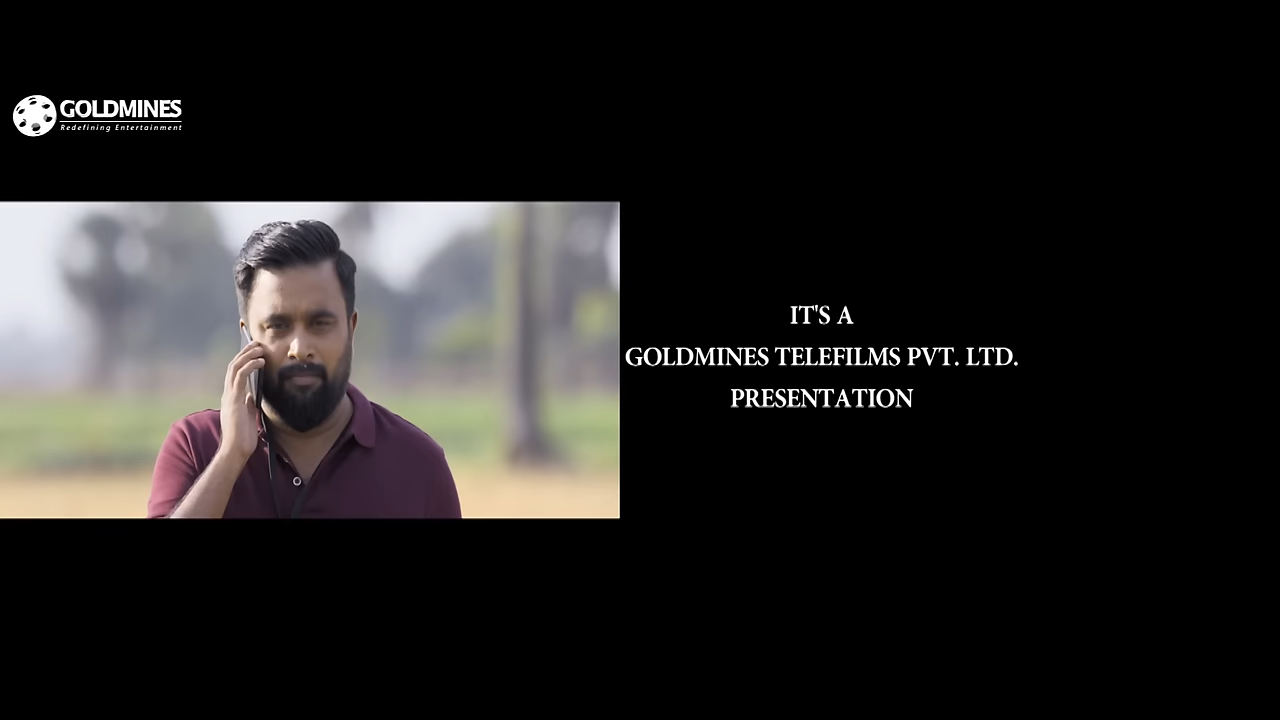 GOLDMINES
Redefining Entertainment
IT'S A
GOLDMINES TELEFILMS PVT. LTD.
PRESENTATION